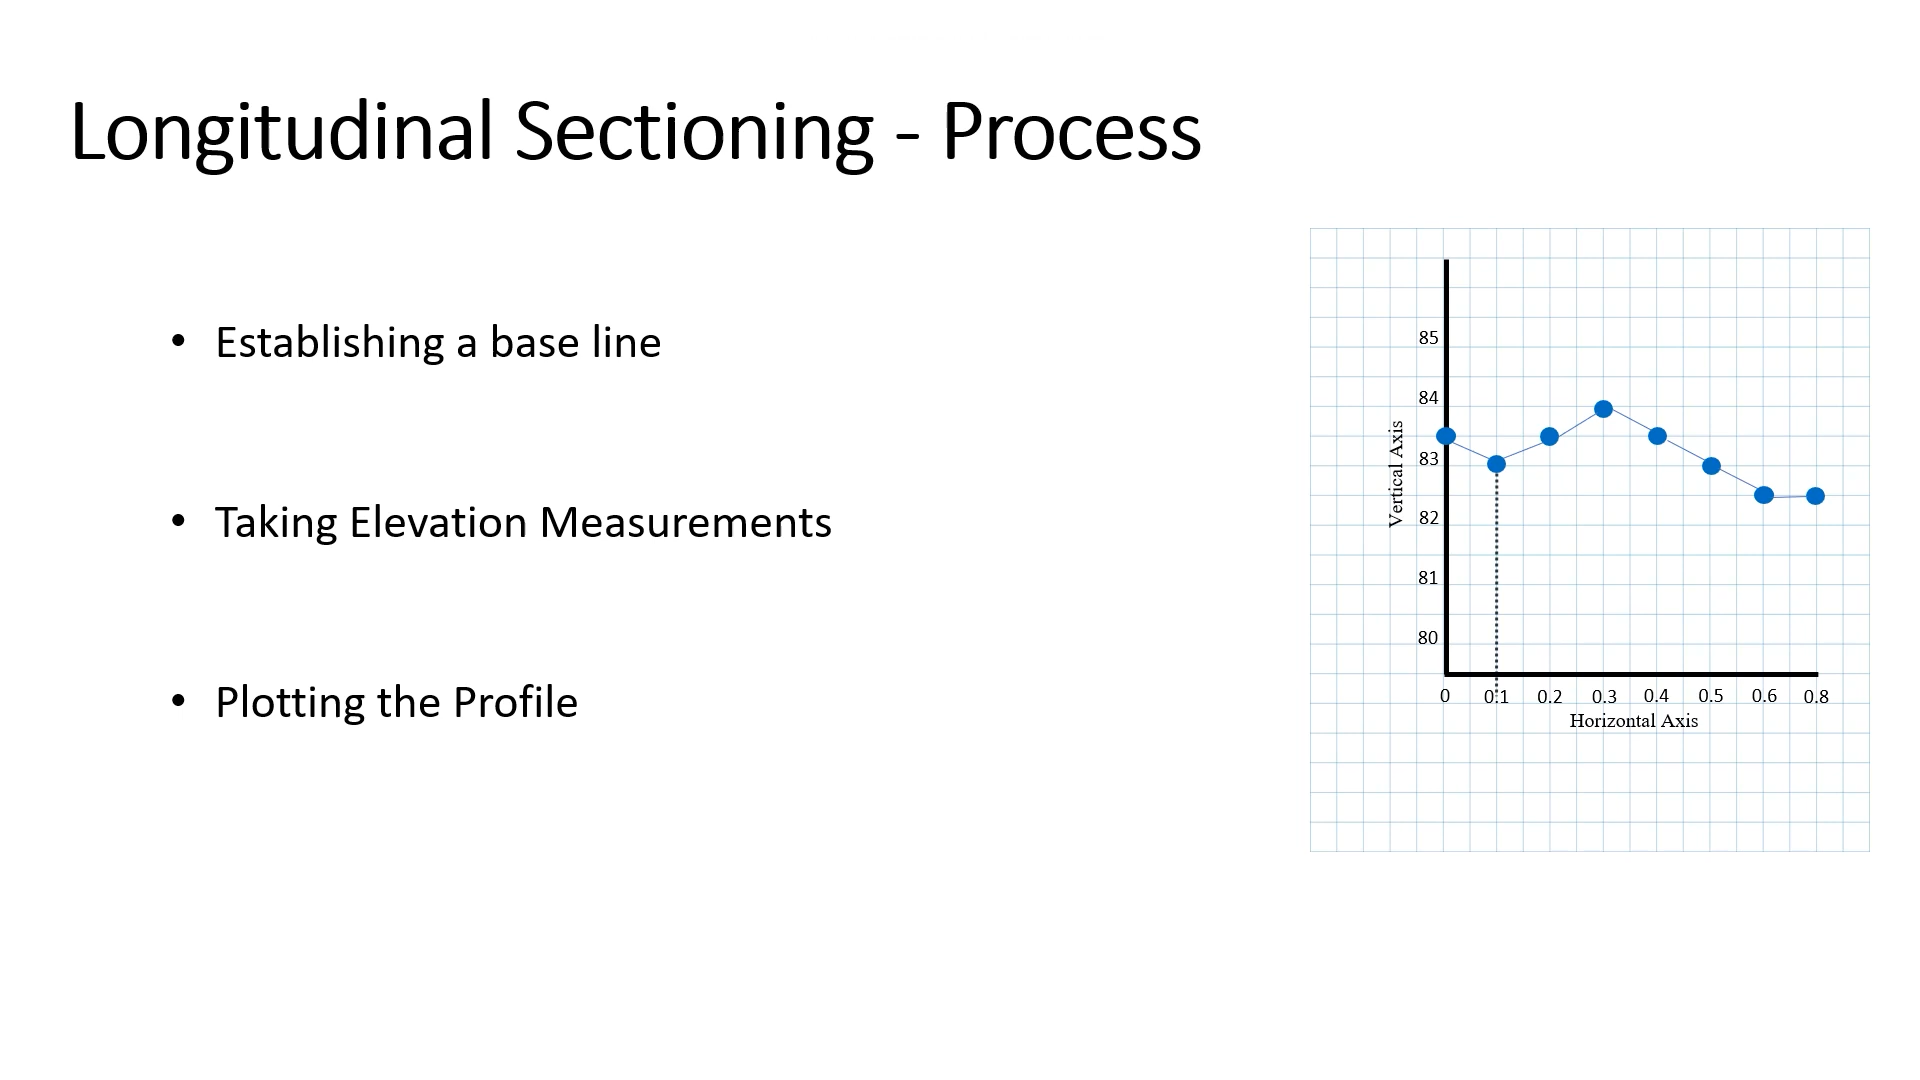 Longitudinal Sectioning - Process
• Establishing a base line
• Taking Elevation Measurements
• Plotting the Profile
85
84
83
82
81
80
Vertical Axis
0 0.1 0.2 0.3 0.4 0.5 0.6 0.8
Horizontal Axis